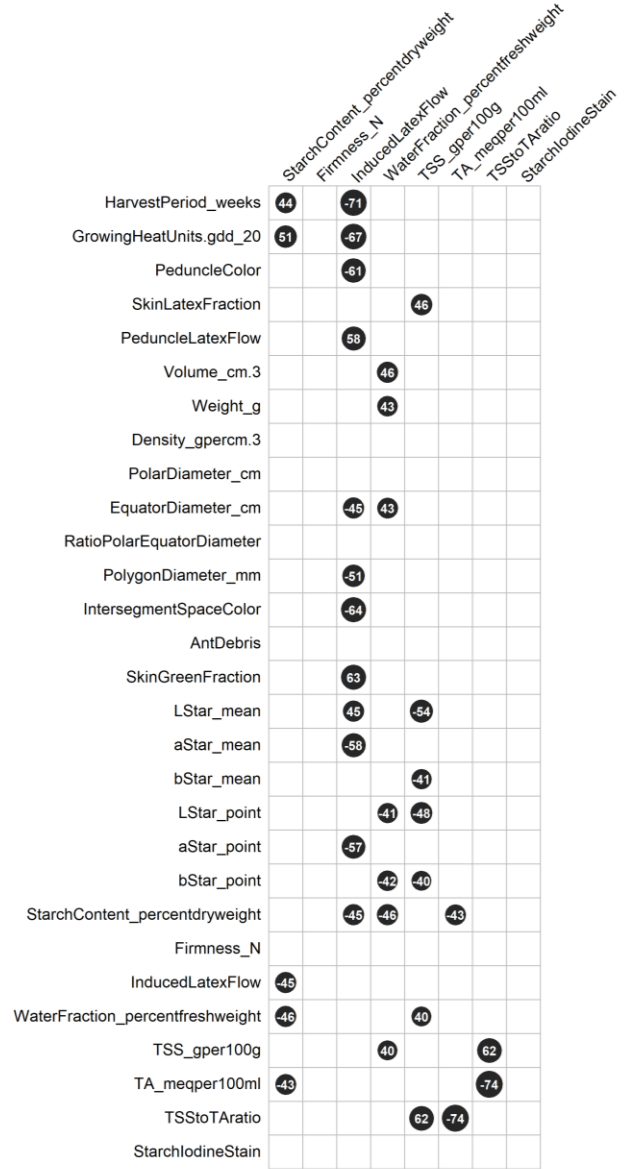 StarchContent_percentdryweight
Firmness_N
InducedLatexFlow
WaterFraction_percentfreshweight
TSS_gper100g
TA_meqper100ml
TSStoTAratio
StarchIodineStain
HarvestPeriod_weeks 44 -71
GrowingHeatUnits.gdd_20 51 -67
PeduncleColor -61
SkinLatexFraction 46
PeduncleLatexFlow 58
Volume_cm.3 46
Weight_g 43
Density_gpercm.3
PolarDiameter_cm
EquatorDiameter_cm -45 43
RatioPolarEquatorDiameter
PolygonDiameter_mm -51
IntersegmentSpaceColor -64
AntDebris
SkinGreenFraction 63
LStar_mean 45 -54
aStar_mean -58
bStar_mean -41
LStar_point -41 -48
aStar_point -57
bStar_point -42 -40
StarchContent_percentdryweight -45 -46 -43
Firmness_N
InducedLatexFlow -45
WaterFraction_percentfreshweight -46 40
TSS_gper100g 40 62
TA_meqper100ml -43 -74
TSStoTAratio 62 -74
StarchIodineStain